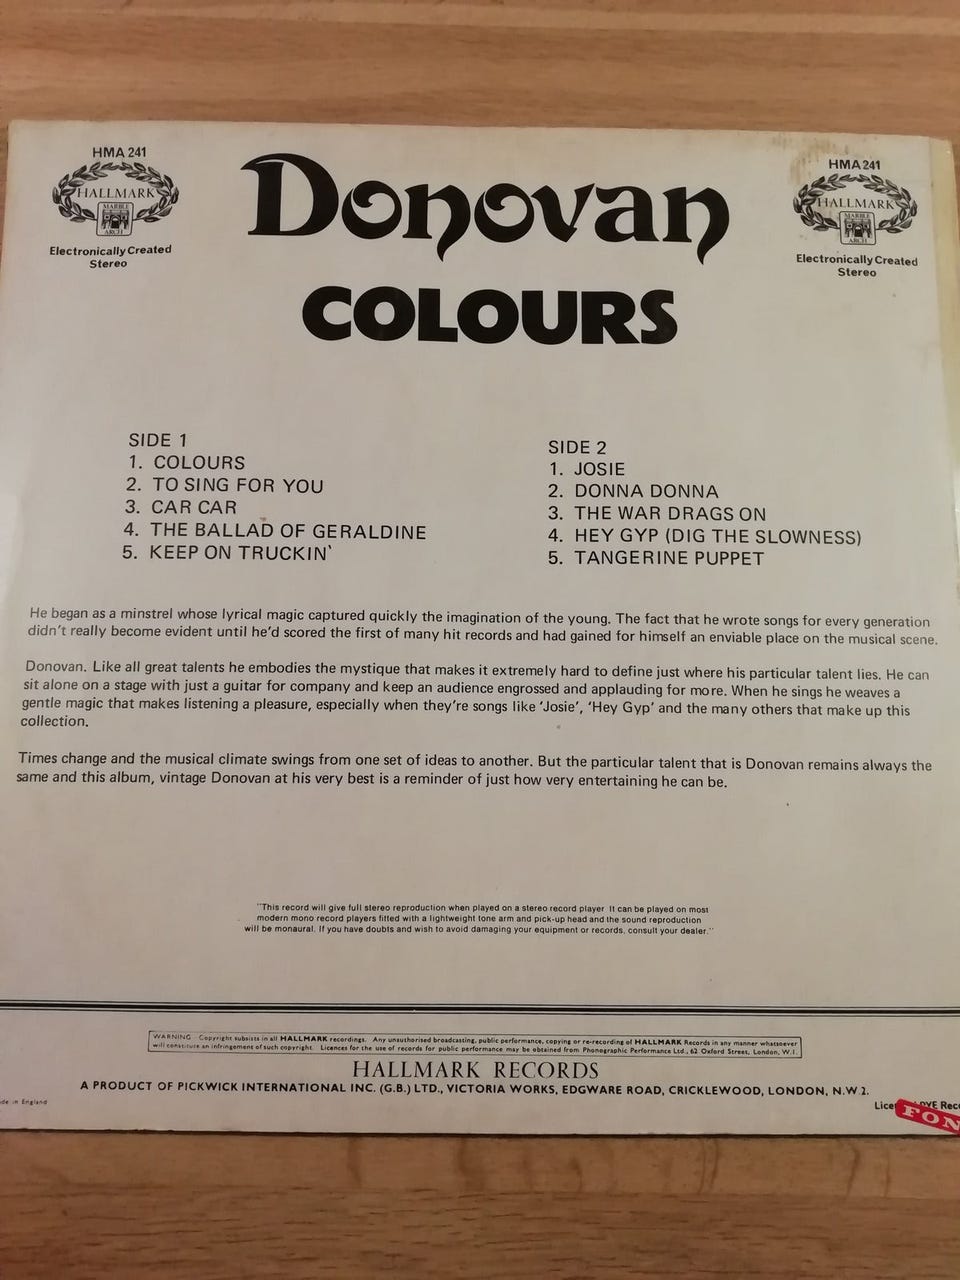 HMA 241
HALLMARK
MARBLE
ARCH
Electronically Created
Stereo
Donovan
COLOURS
HMA 241
HALLMARK
MARBLE
ARCH
Electronically Created
Stereo
SIDE 1
1. COLOURS
2. TO SING FOR YOU
3. CAR CAR
4. THE BALLAD OF GERALDINE
5. KEEP ON TRUCKIN'
SIDE 2
1. JOSIE
2. DONNA DONNA
3. THE WAR DRAGS ON
4. HEY GYP (DIG THE SLOWNESS)
5. TANGERINE PUPPET
He began as a minstrel whose lyrical magic captured quickly the imagination of the young. The fact that he wrote songs for every generation
didn't really become evident until he'd scored the first of many hit records and had gained for himself an enviable place on the musical scene.
Donovan. Like all great talents he embodies the mystique that makes it extremely hard to define just where his particular talent lies. He can
sit alone on a stage with just a guitar for company and keep an audience engrossed and applauding for more. When he sings he weaves a
gentle magic that makes listening a pleasure, especially when they're songs like 'Josie', 'Hey Gyp' and the many others that make up this
collection.
Times change and the musical climate swings from one set of ideas to another. But the particular talent that is Donovan remains always the
same and this album, vintage Donovan at his very best is a reminder of just how very entertaining he can be.
"This record will give full stereo reproduction when played on a stereo record player It can be played on most
modern mono record players fitted with a lightweight tone arm and pick-up head and the sound reproduction
will be monaural. If you have doubts and wish to avoid damaging your equipment or records, consult your dealer."
WARNING Copyright subsists in all HALLMARK recordings. Any unauthorised broadcasting, public performance, copying or re-recording of HALLMARK Records in any manner whatsoever
will constitute an infringement of such copyright. Licences for the use of records for public performance may be obtained from Phonographic Performance Ltd., 62 Oxford Street, London, W.1.
HALLMARK RECORDS
A PRODUCT OF PICKWICK INTERNATIONAL INC. (G.B.) LTD., VICTORIA WORKS, EDGWARE ROAD, CRICKLEWOOD, LONDON, N.W.2.
de in England
Lice
OYE Rec
FON